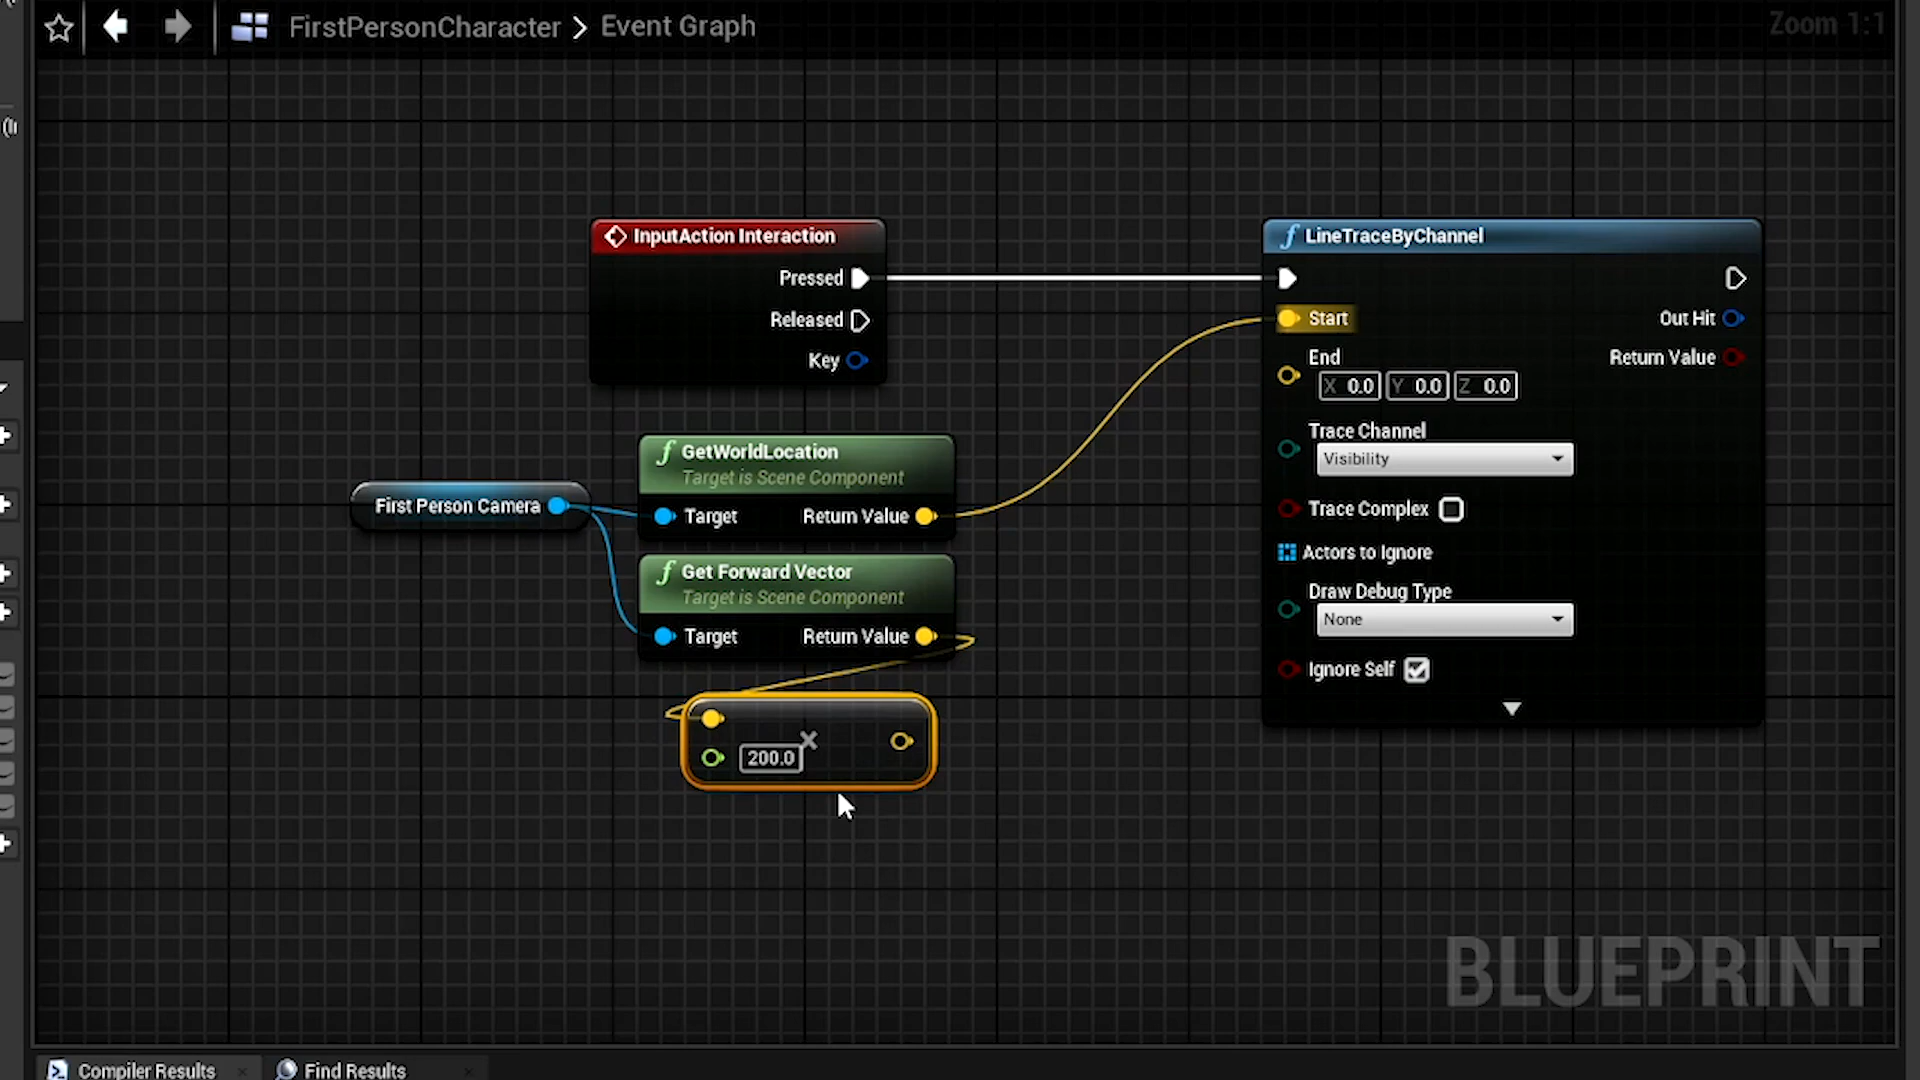 FirstPersonCharacter > Event Graph
Zoom 1:1
InputAction Interaction
Pressed
Released
Key
LineTraceByChannel
Start
Out Hit
End
Return Value
X 0.0 Y 0.0 Z 0.0
Trace Channel
Visibility
Trace Complex
Actors to Ignore
Draw Debug Type
None
Ignore Self
First Person Camera
GetWorldLocation
Target is Scene Component
Target Return Value
Get Forward Vector
Target is Scene Component
Target Return Value
200.0
BLUEPRINT
Compiler Results
Find Results